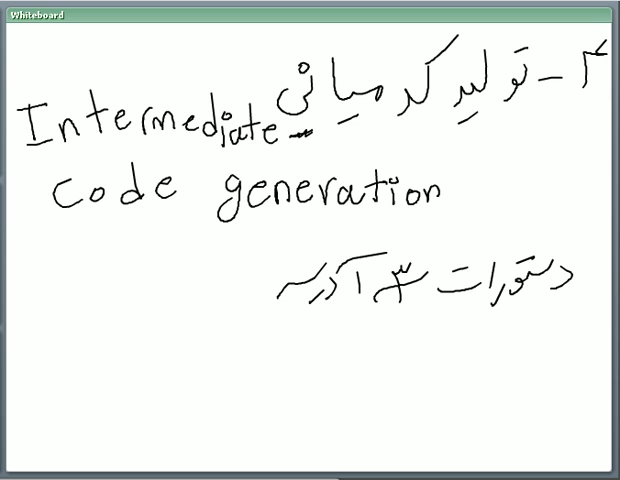 Whiteboard
۴ - تولید کد میانی
Intermediate
code generation
دستورات ۳ آدرسه